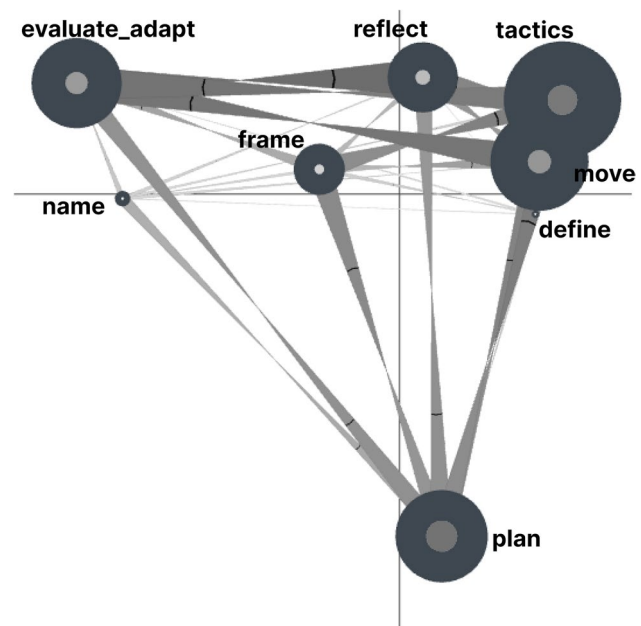 evaluate_adapt
reflect
tactics
frame
move
name
define
plan